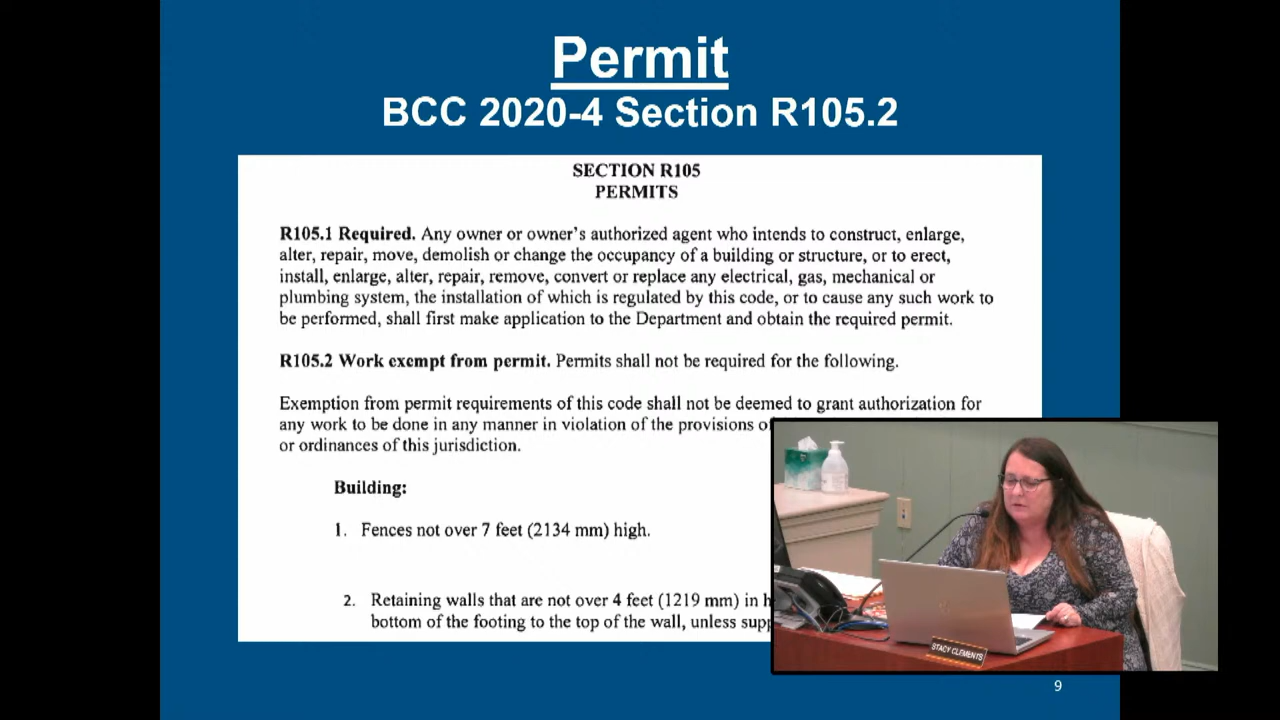 Permit
BCC 2020-4 Section R105.2
SECTION R105
PERMITS
R105.1 Required. Any owner or owner's authorized agent who intends to construct, enlarge,
alter, repair, move, demolish or change the occupancy of a building or structure, or to erect,
install, enlarge, alter, repair, remove, convert or replace any electrical, gas, mechanical or
plumbing system, the installation of which is regulated by this code, or to cause any such work to
be performed, shall first make application to the Department and obtain the required permit.
R105.2 Work exempt from permit. Permits shall not be required for the following.
Exemption from permit requirements of this code shall not be deemed to grant authorization for
any work to be done in any manner in violation of the provisions
or ordinances of this jurisdiction.
Building:
1. Fences not over 7 feet (2134 mm) high.
2. Retaining walls that are not over 4 feet (1219 mm) in
bottom of the footing to the top of the wall, unless
STACY CLEMENTS
9